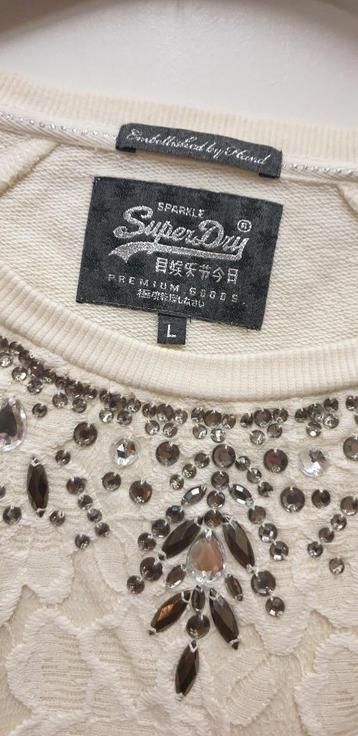 Embellished by Hand
SPARKLE
SuperDry®
目娱乐节今日
PREMIUM GOODS.
L